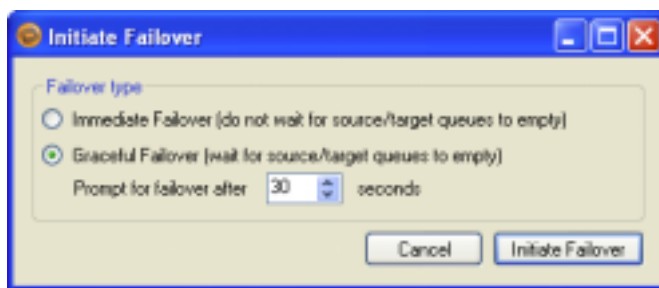 Initiate Failover
Failover type
Immediate Failover (do not wait for source/target queues to empty)
Graceful Failover (wait for source/target queues to empty)
Prompt for failover after 30 seconds
Cancel Initiate Failover